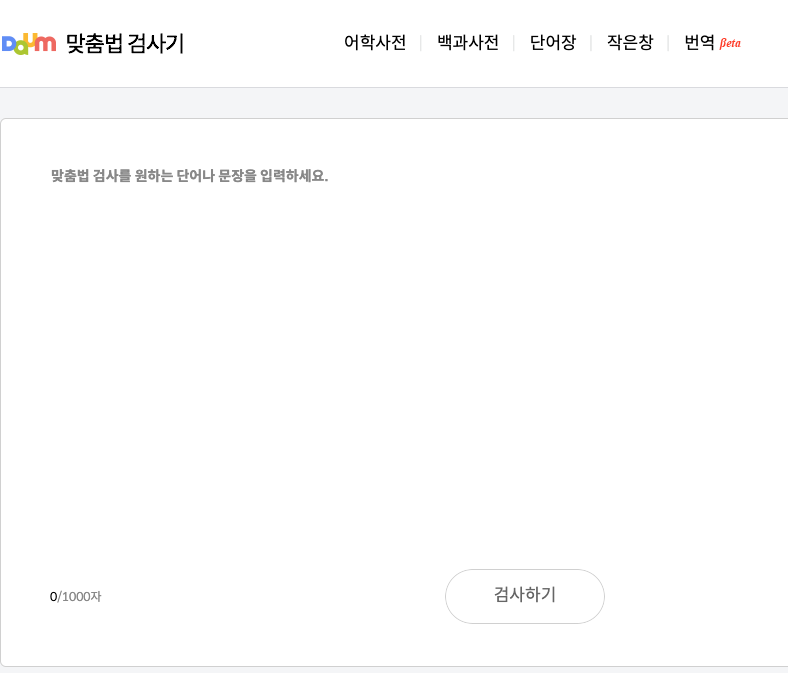 Daum 맞춤법 검사기
어학사전 | 백과사전 | 단어장 | 작은창 | 번역 βeta
맞춤법 검사를 원하는 단어나 문장을 입력하세요.
0/1000자
검사하기